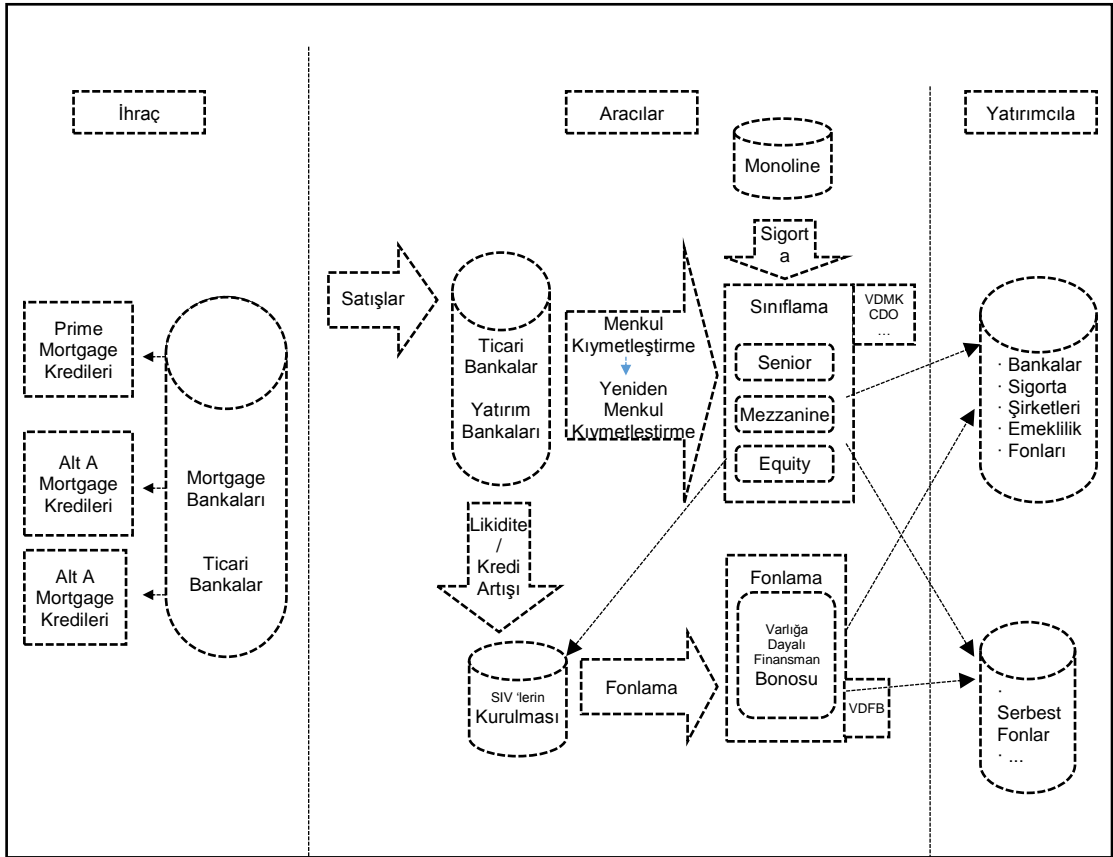 İhraç
Aracılar
Yatırımcıla
Monoline
Sigort
a
Satışlar
Prime
Mortgage
Kredileri
Alt A
Mortgage
Kredileri
Alt A
Mortgage
Kredileri
Mortgage
Bankaları
Ticari
Bankalar
Ticari
Bankalar
Yatırım
Bankaları
Menkul
Kıymetleştirme
Yeniden
Menkul
Kıymetleştirme
Sınıflama
Senior
Mezzanine
Equity
VDMK
CDO
...
· Bankalar
· Sigorta
· Şirketleri
· Emeklilik
· Fonları
Likidite
/
Kredi
Artışı
SIV ‘lerin
Kurulması
Fonlama
Fonlama
Varlığa
Dayalı
Finansman
Bonosu
VDFB
·
Serbest
Fonlar
· ...